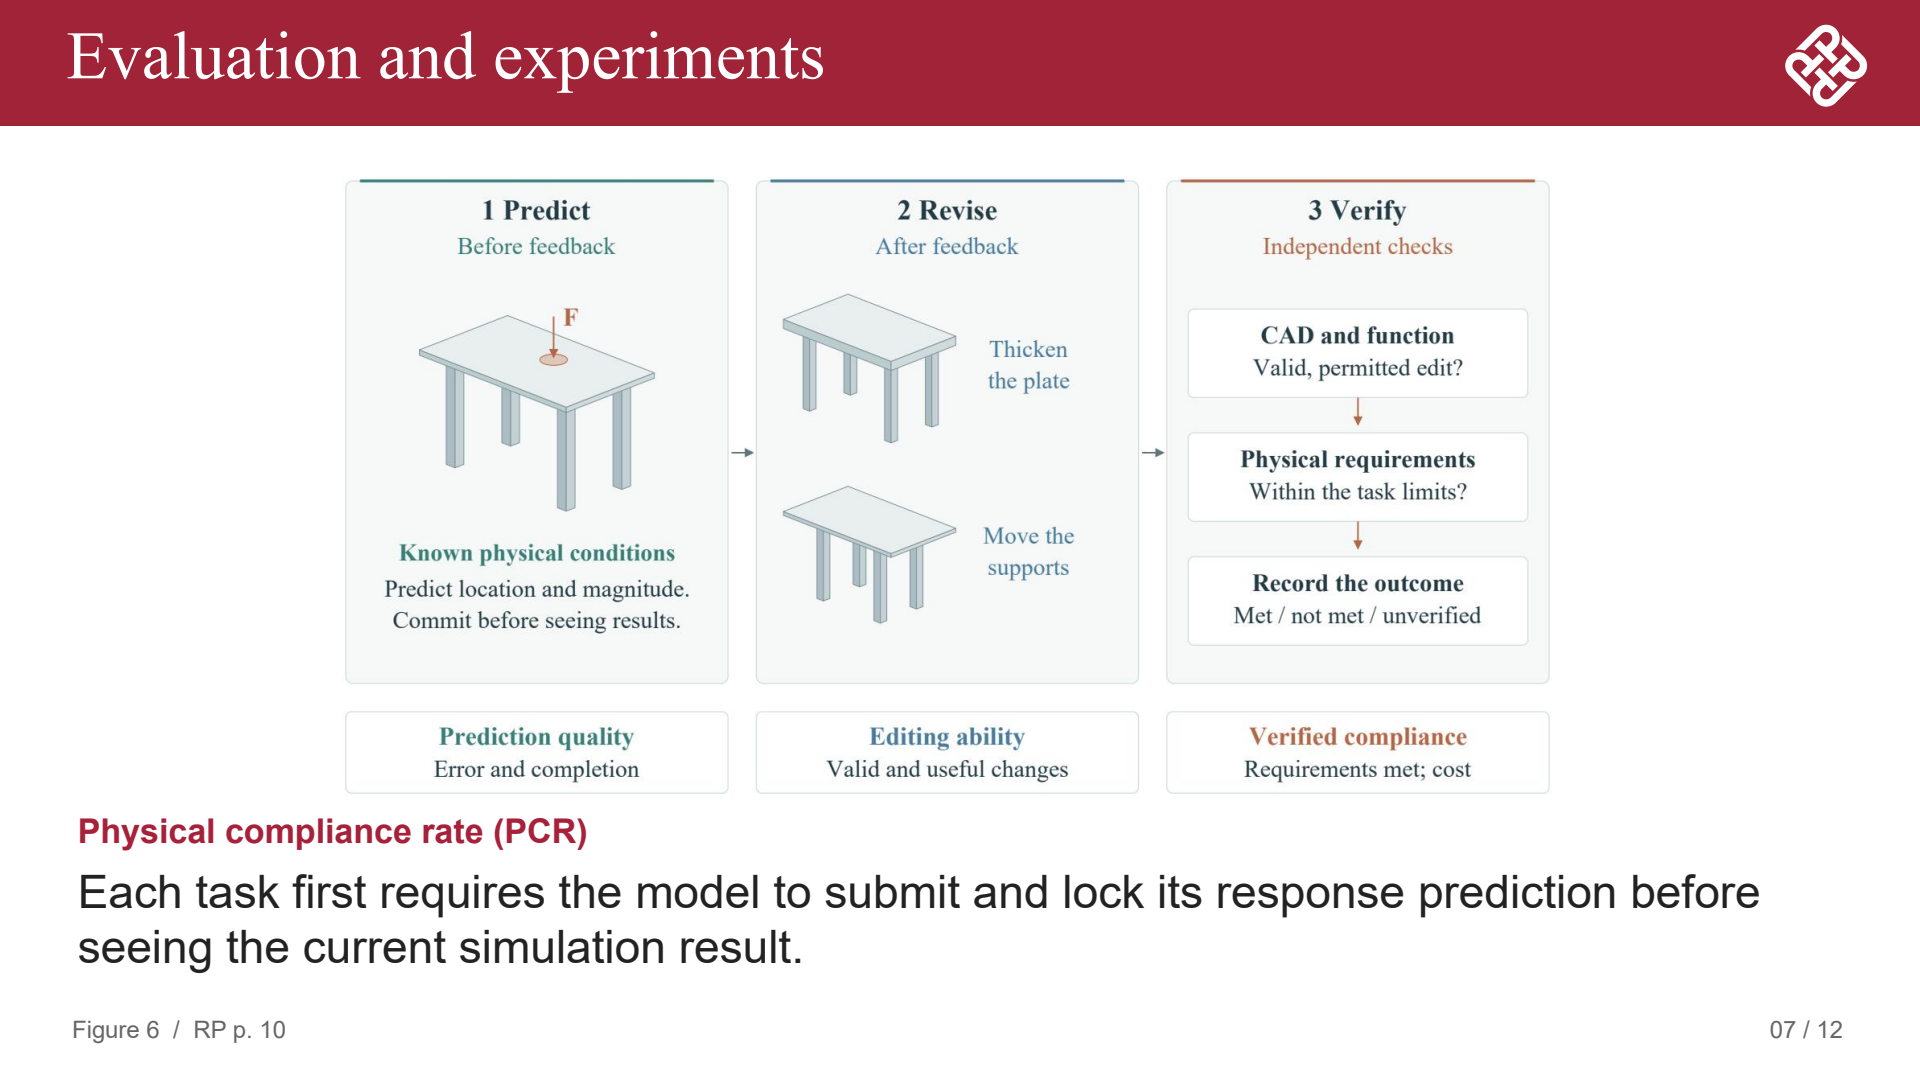 Evaluation and experiments
1 Predict
Before feedback
F
Known physical conditions
Predict location and magnitude.
Commit before seeing results.
2 Revise
After feedback
Thicken
the plate
Move the
supports
3 Verify
Independent checks
CAD and function
Valid, permitted edit?
Physical requirements
Within the task limits?
Record the outcome
Met / not met / unverified
Prediction quality
Error and completion
Editing ability
Valid and useful changes
Verified compliance
Requirements met; cost
Physical compliance rate (PCR)
Each task first requires the model to submit and lock its response prediction before
seeing the current simulation result.
Figure 6 / RP p. 10
07 / 12